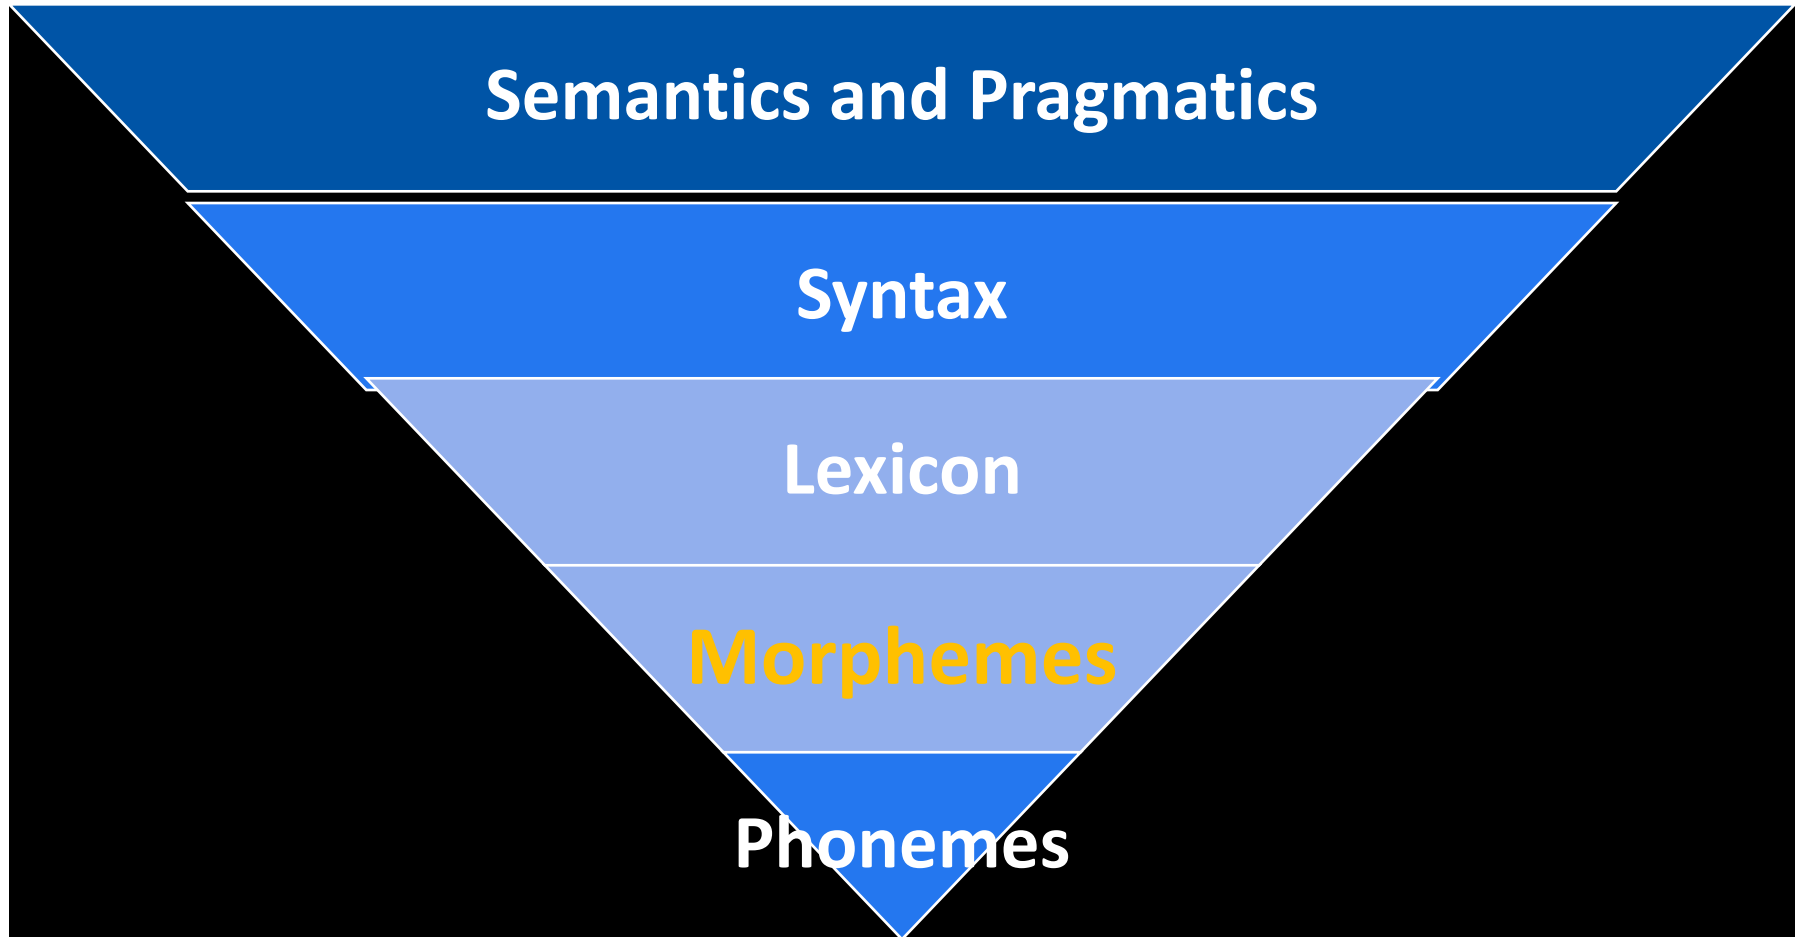 Semantics and Pragmatics
Syntax
Lexicon
Morphemes
Phonemes